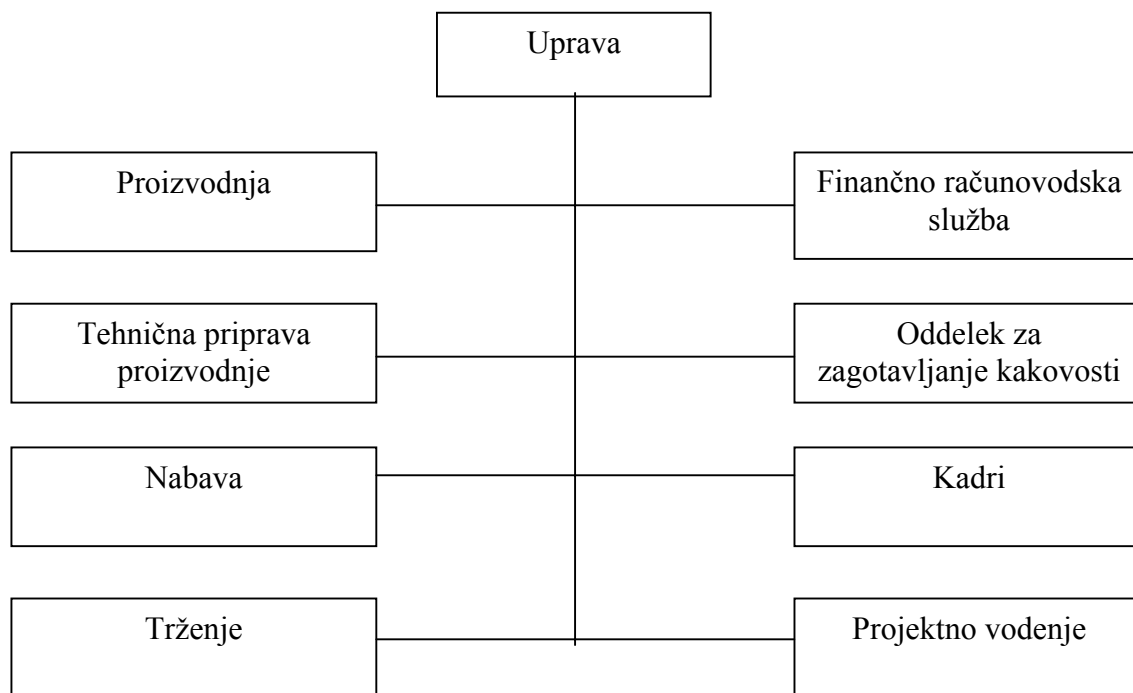 Uprava
Proizvodnja
Finančno računovodska
služba
Tehnična priprava
proizvodnje
Oddelek za
zagotavljanje kakovosti
Nabava
Kadri
Trženje
Projektno vodenje